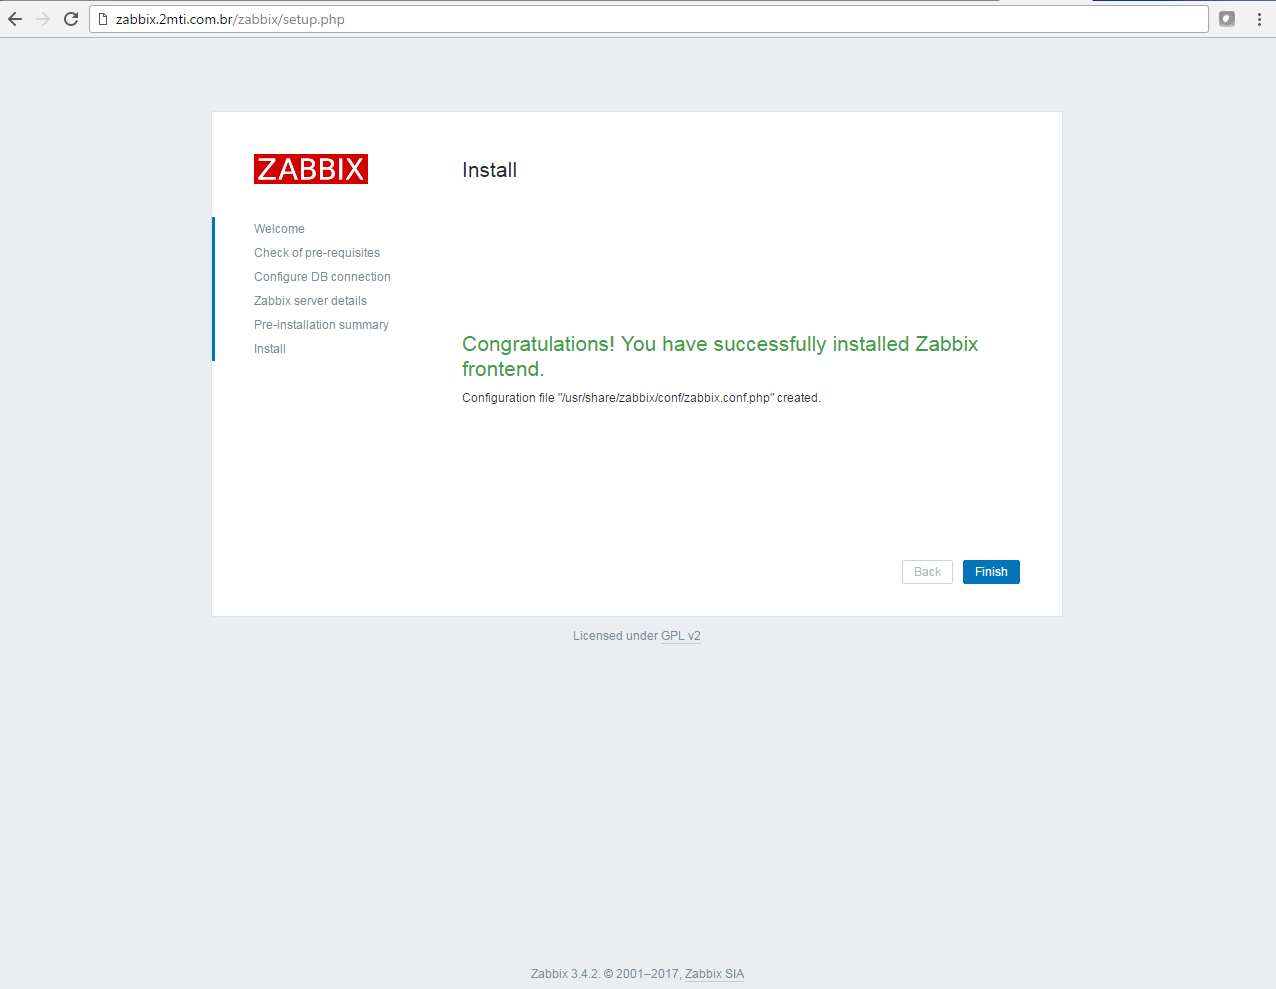 zabbix.2mti.com.br/zabbix/setup.php
ZABBIX
Install
Welcome
Check of pre-requisites
Configure DB connection
Zabbix server details
Pre-installation summary
Install
Congratulations! You have successfully installed Zabbix
frontend.
Configuration file "/usr/share/zabbix/conf/zabbix.conf.php" created.
Back
Finish
Licensed under GPL v2
Zabbix 3.4.2. © 2001–2017, Zabbix SIA